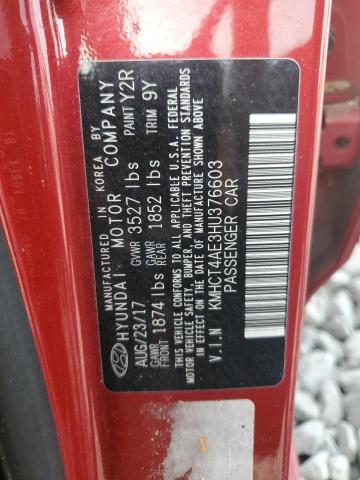 MANUFACTURED IN KOREA BY
HYUNDAI MOTOR COMPANY
AUG/23/17 GVWR 3527 lbs PAINT Y2R
GAWR FRONT 1874 lbs GAWR REAR 1852 lbs TRIM 9Y
THIS VEHICLE CONFORMS TO ALL APPLICABLE U.S.A. FEDERAL
MOTOR VEHICLE SAFETY, BUMPER, AND THEFT PREVENTION STANDARDS
IN EFFECT ON THE DATE OF MANUFACTURE SHOWN ABOVE.
V.I.N KMHCT4AE3HU376603
PASSENGER CAR